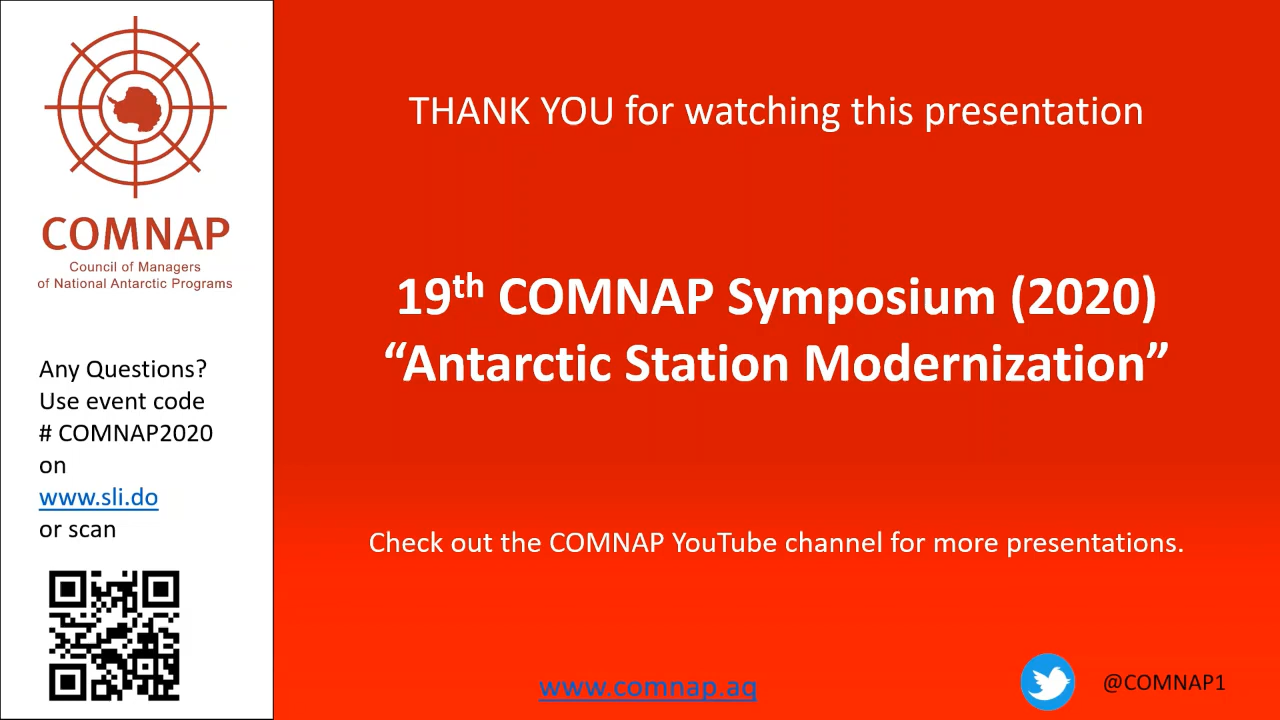 COMNAP
Council of Managers
of National Antarctic Programs
Any Questions?
Use event code
# COMNAP2020
on
www.sli.do
or scan
THANK YOU for watching this presentation
19th COMNAP Symposium (2020)
“Antarctic Station Modernization”
Check out the COMNAP YouTube channel for more presentations.
www.comnap.aq
@COMNAP1